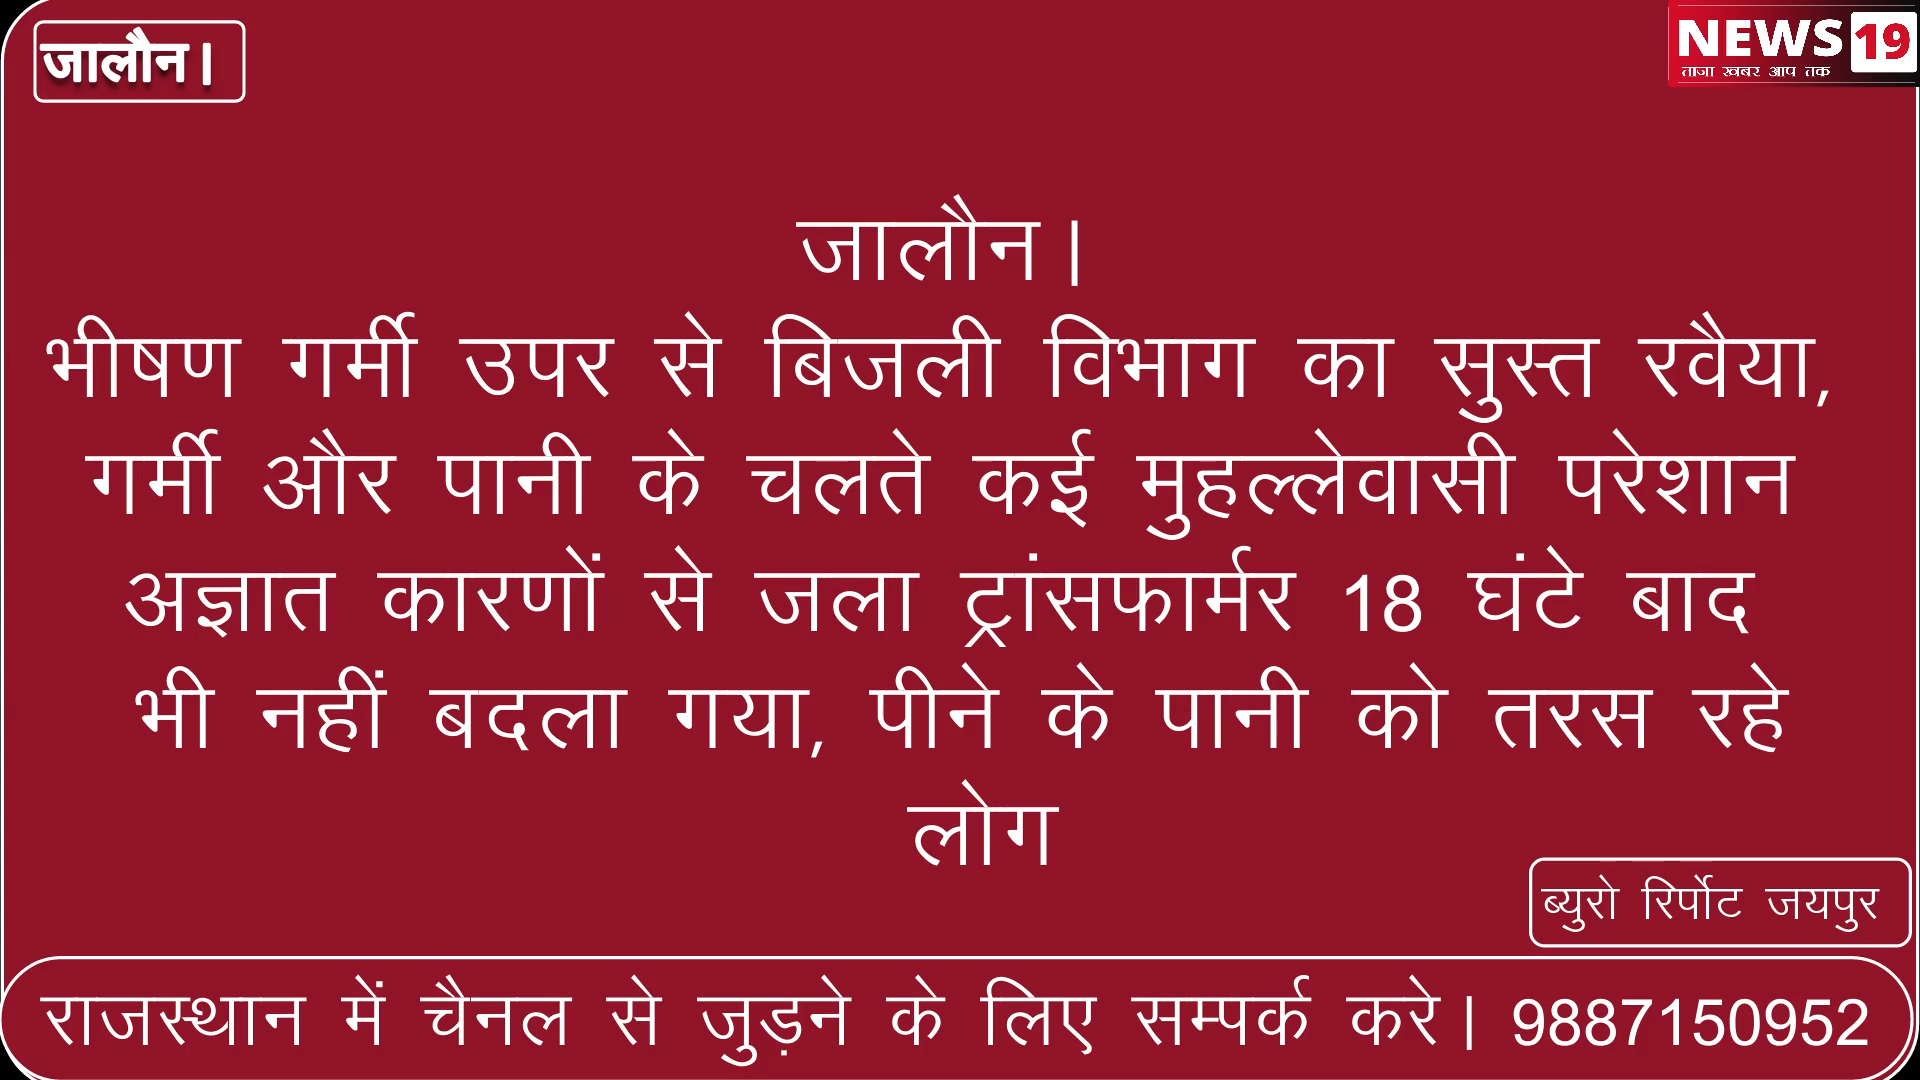 जालौन।
NEWS 19
ताजा खबर आप तक
जालौन।
भीषण गर्मी उपर से बिजली विभाग का सुस्त रवैया,
गर्मी और पानी के चलते कई मुहल्लेवासी परेशान
अज्ञात कारणों से जला ट्रांसफार्मर 18 घंटे बाद
भी नहीं बदला गया, पीने के पानी को तरस रहे
लोग
ब्युरो रिर्पोट जयपुर
राजस्थान में चैनल से जुड़ने के लिए सम्पर्क करे। 9887150952